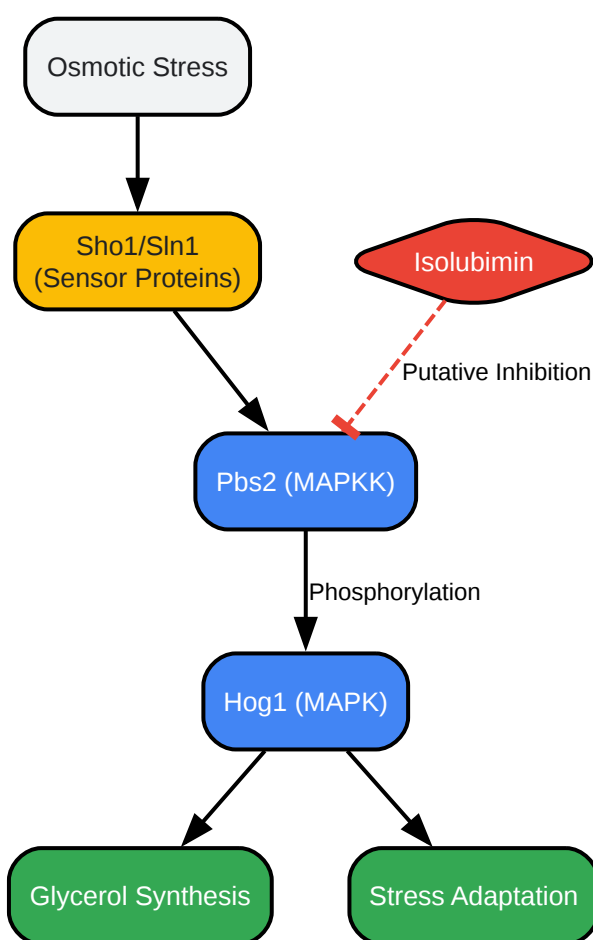 Osmotic Stress
Sho1/Sln1
(Sensor Proteins)
Isolubimin
Putative Inhibition
Pbs2 (MAPKK)
Phosphorylation
Hog1 (MAPK)
Glycerol Synthesis
Stress Adaptation